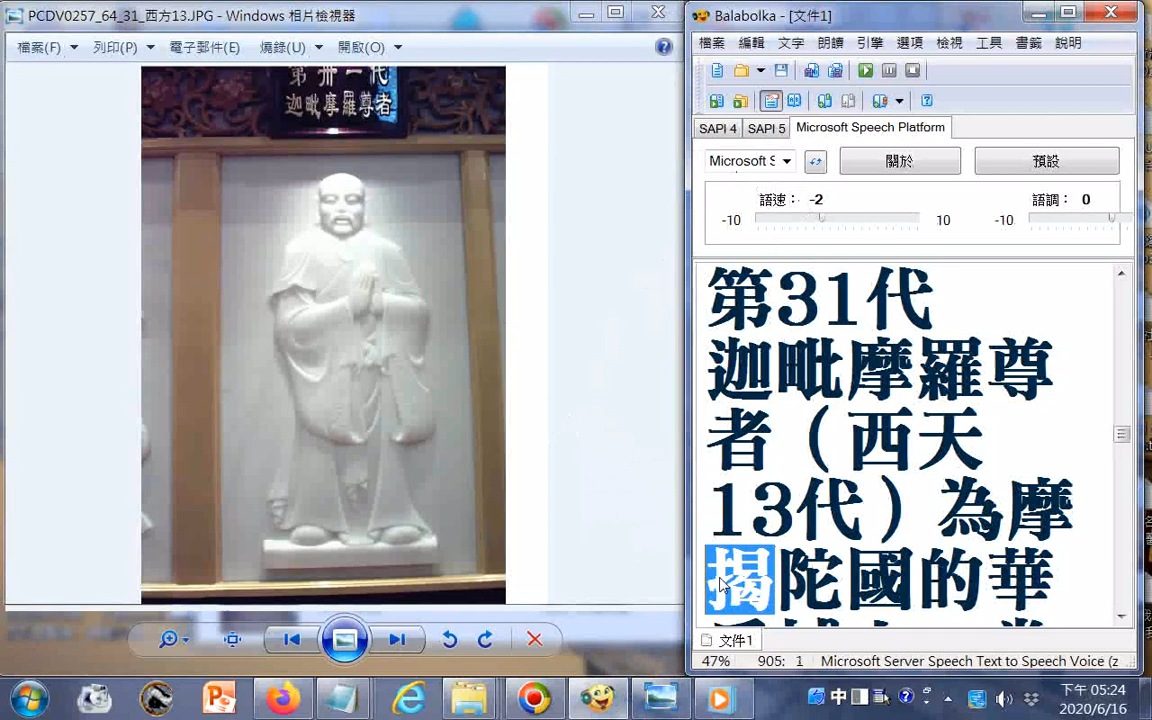 PCDV0257_64_31_西方13.JPG - Windows 相片檢視器
檔案(F) 列印(P) 電子郵件(E) 燒錄(U) 開啟(O)
第卅一代
迦毗摩羅尊者
Balabolka - [文件1]
檔案 編輯 文字 朗讀 引擎 選項 檢視 工具 書籤 說明
SAPI 4 SAPI 5 Microsoft Speech Platform
Microsoft S 關於 預設
語速： -2 語調： 0
-10 10 -10
第31代
迦毗摩羅尊
者（西天
13代）為摩
揭陀國的華
文件1
47% 905: 1 Microsoft Server Speech Text to Speech Voice (z
中
下午 05:24
2020/6/16